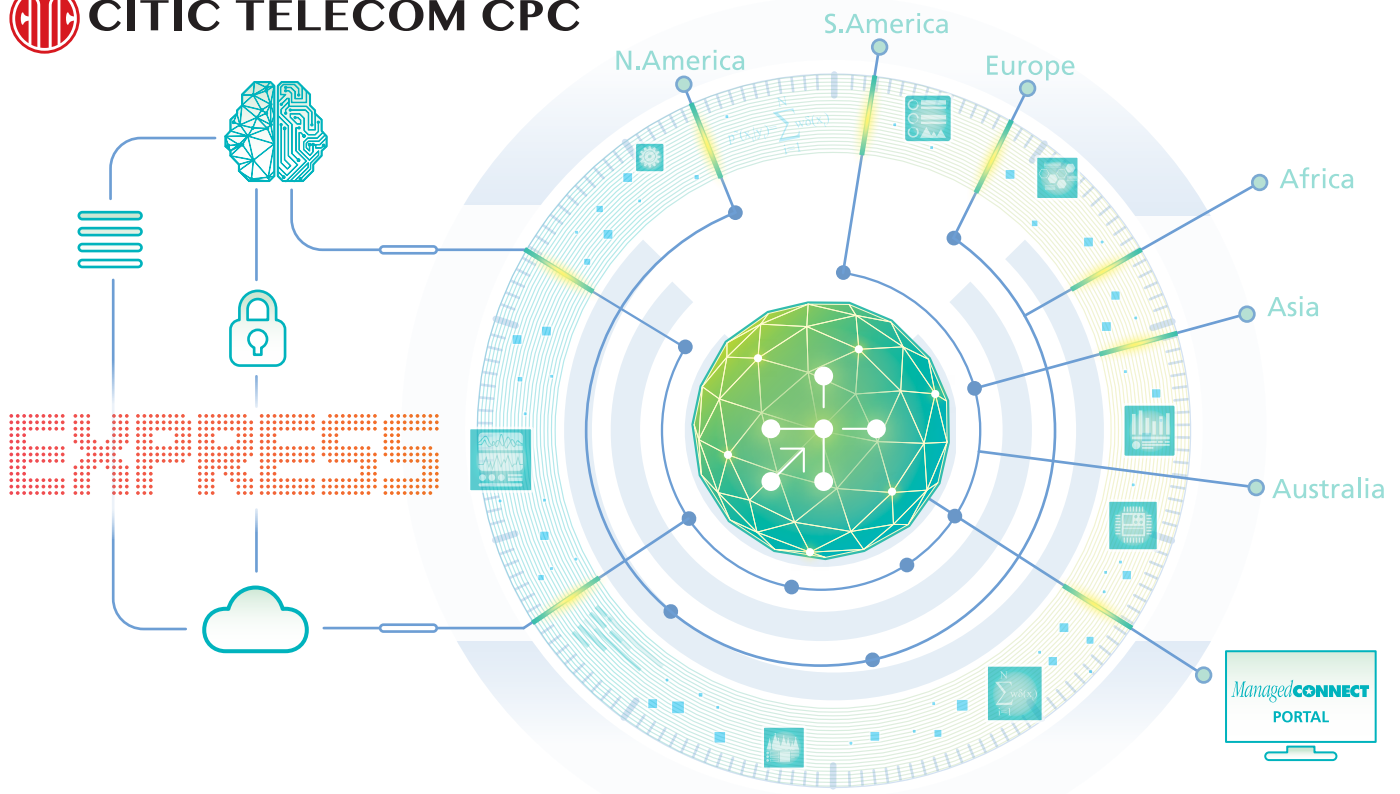 CITIC TELECOM CPC
S.America
N.America
Europe
Africa
Asia
EXPRESS
Australia
ManagedCONNECT
PORTAL